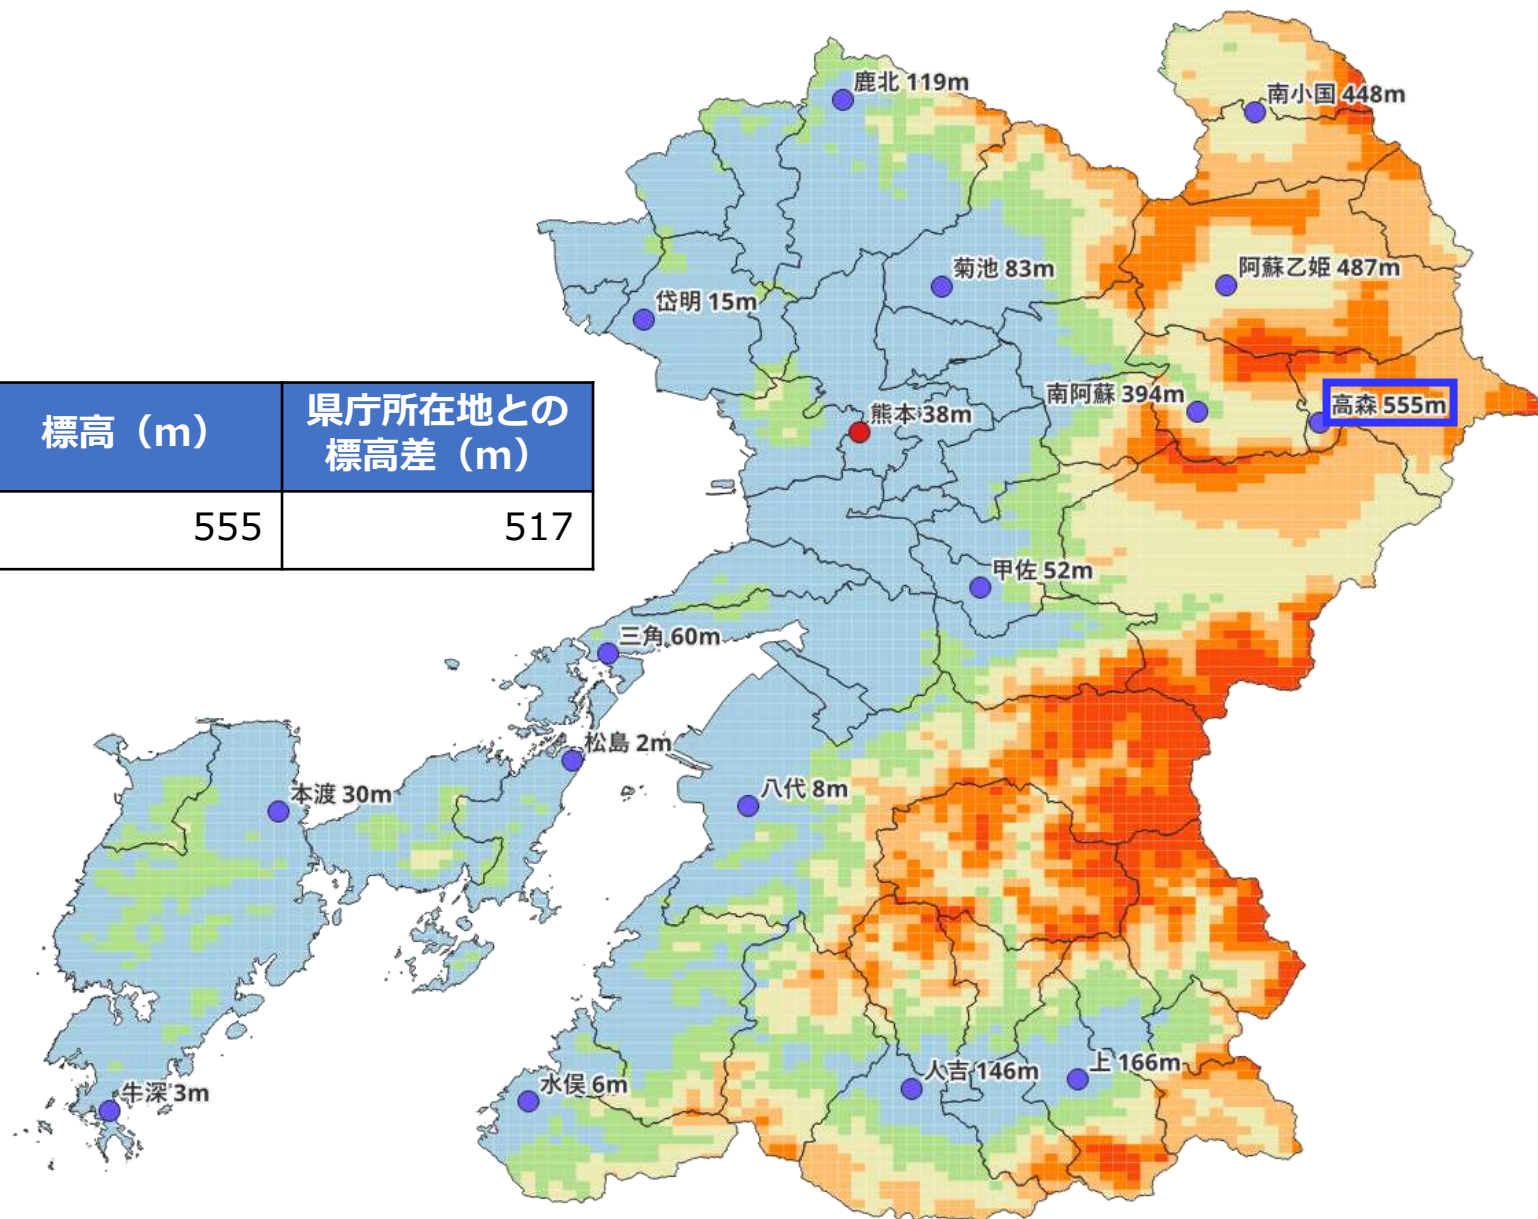 鹿北 119m
南小国 448m
菊池 83m
阿蘇乙姫 487m
岱明 15m
標高（m）
県庁所在地との
標高差（m）
555
517
熊本 38m
南阿蘇 394m
高森 555m
甲佐 52m
三角 60m
松島 2m
本渡 30m
八代 8m
水俣 6m
人吉 146m
上 166m
牛深 3m